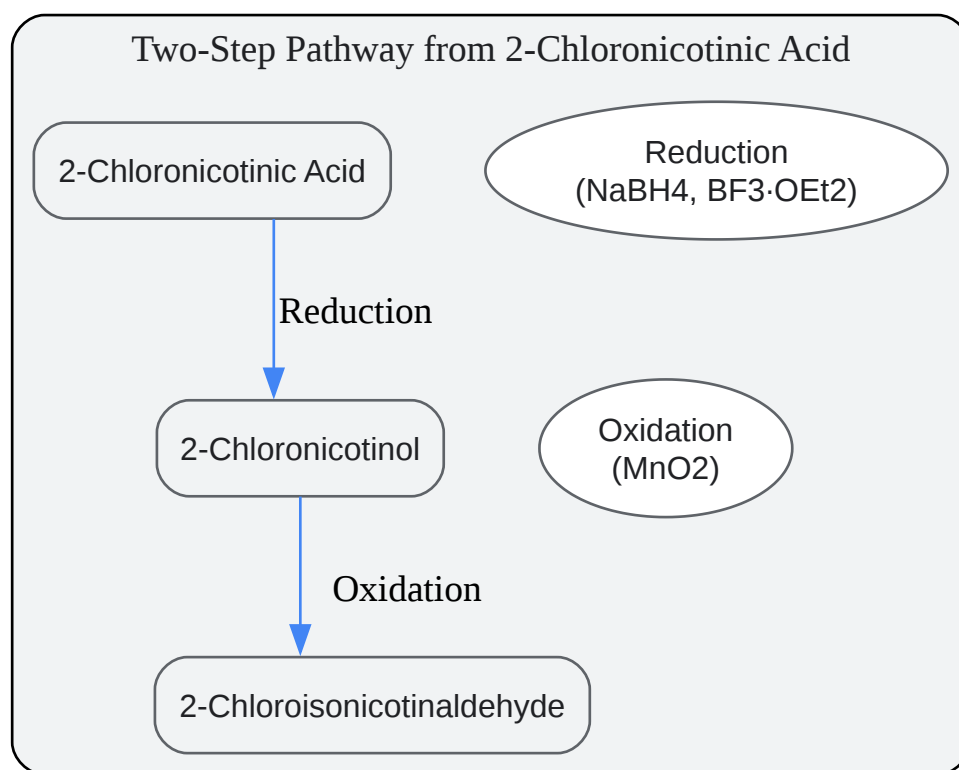 Two-Step Pathway from 2-Chloronicotinic Acid
2-Chloronicotinic Acid
Reduction
(NaBH4, BF3·OEt2)
Reduction
2-Chloronicotinol
Oxidation
(MnO2)
Oxidation
2-Chloroisonicotinaldehyde